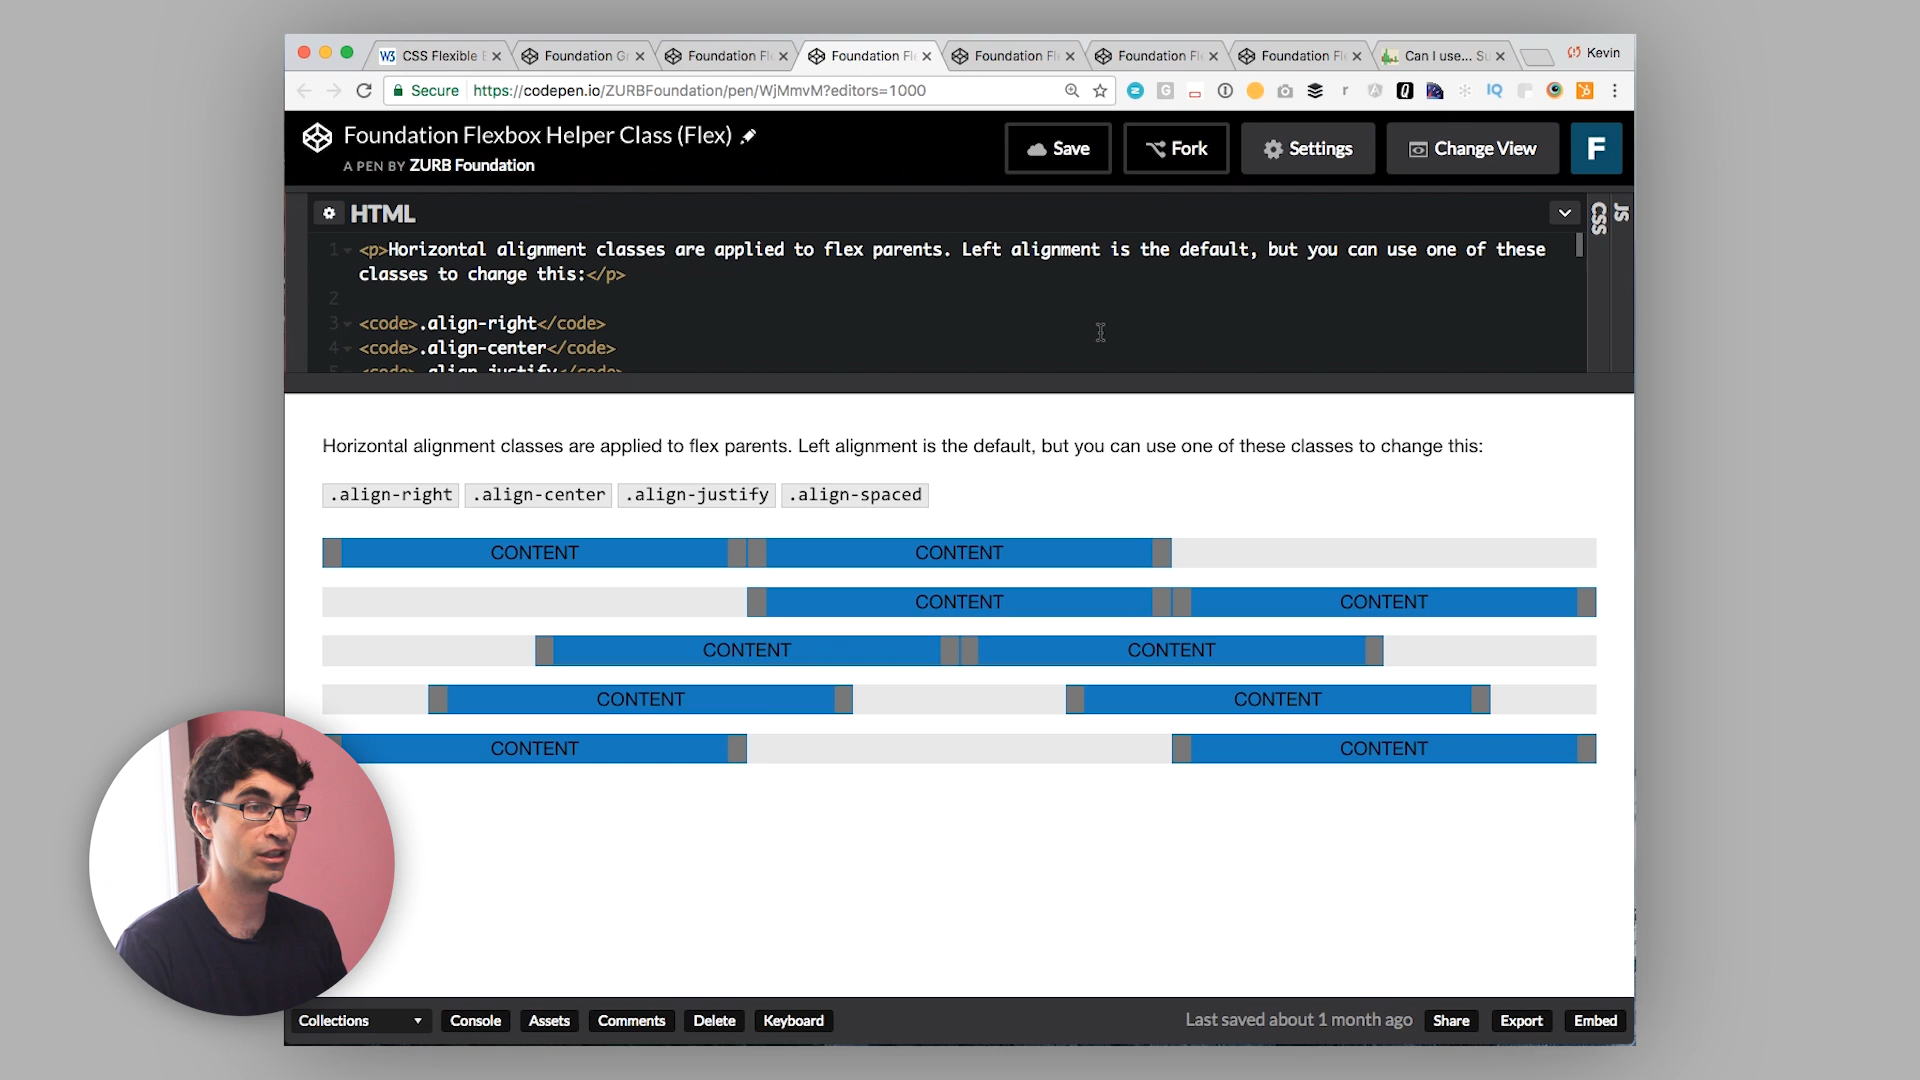 W3 CSS Flexible Foundation Gr Foundation Fl Foundation Fl Foundation Fl Foundation Fl Foundation Fl Can I use... Su Kevin
Secure https://codepen.io/ZURBFoundation/pen/WjMmvM?editors=1000
Foundation Flexbox Helper Class (Flex)
A PEN BY ZURB Foundation
Save Fork Settings Change View F
HTML
CSS
JS
1 <p>Horizontal alignment classes are applied to flex parents. Left alignment is the default, but you can use one of these
classes to change this:</p>
2
3 <code>.align-right</code>
4 <code>.align-center</code>
5 <code>.align-justify</code>
Horizontal alignment classes are applied to flex parents. Left alignment is the default, but you can use one of these classes to change this:
.align-right .align-center .align-justify .align-spaced
CONTENT CONTENT
CONTENT CONTENT
CONTENT CONTENT
CONTENT CONTENT
CONTENT CONTENT
Collections Console Assets Comments Delete Keyboard Last saved about 1 month ago Share Export Embed